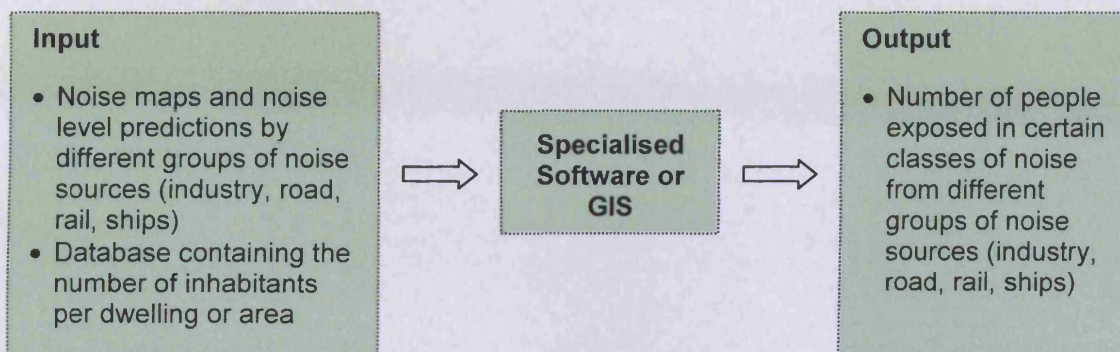 Input
• Noise maps and noise
level predictions by
different groups of noise
sources (industry, road,
rail, ships)
• Database containing the
number of inhabitants
per dwelling or area
Specialised
Software or
GIS
Output
• Number of people
exposed in certain
classes of noise
from different
groups of noise
sources (industry,
road, rail, ships)